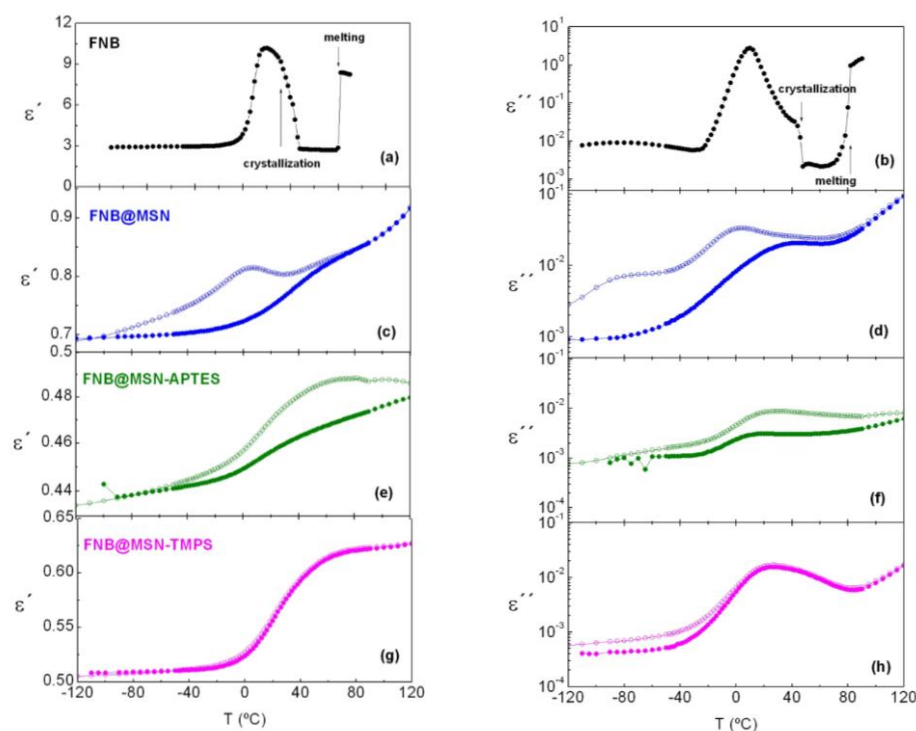 12
FNB
melting
9
ε´
6
3
crystallization
(a)
0
10¹
10⁰
crystallization
ε´´
10⁻¹
10⁻²
(b)
10⁻³
melting
FNB@MSN
0.9
ε´
0.8
0.7
(c)
0.5
10⁻¹
ε´´
10⁻²
10⁻³
(d)
10⁻¹
FNB@MSN-APTES
0.48
ε´
0.46
0.44
(e)
0.65
10⁻²
ε´´
10⁻³
(f)
10⁻⁴
10⁻¹
FNB@MSN-TMPS
0.60
ε´
0.55
(g)
0.50
10⁻²
ε´´
10⁻³
(h)
10⁻⁴
-120 -80 -40 0 40 80 120
T (ºC)
-120 -80 -40 0 40 80 120
T (ºC)